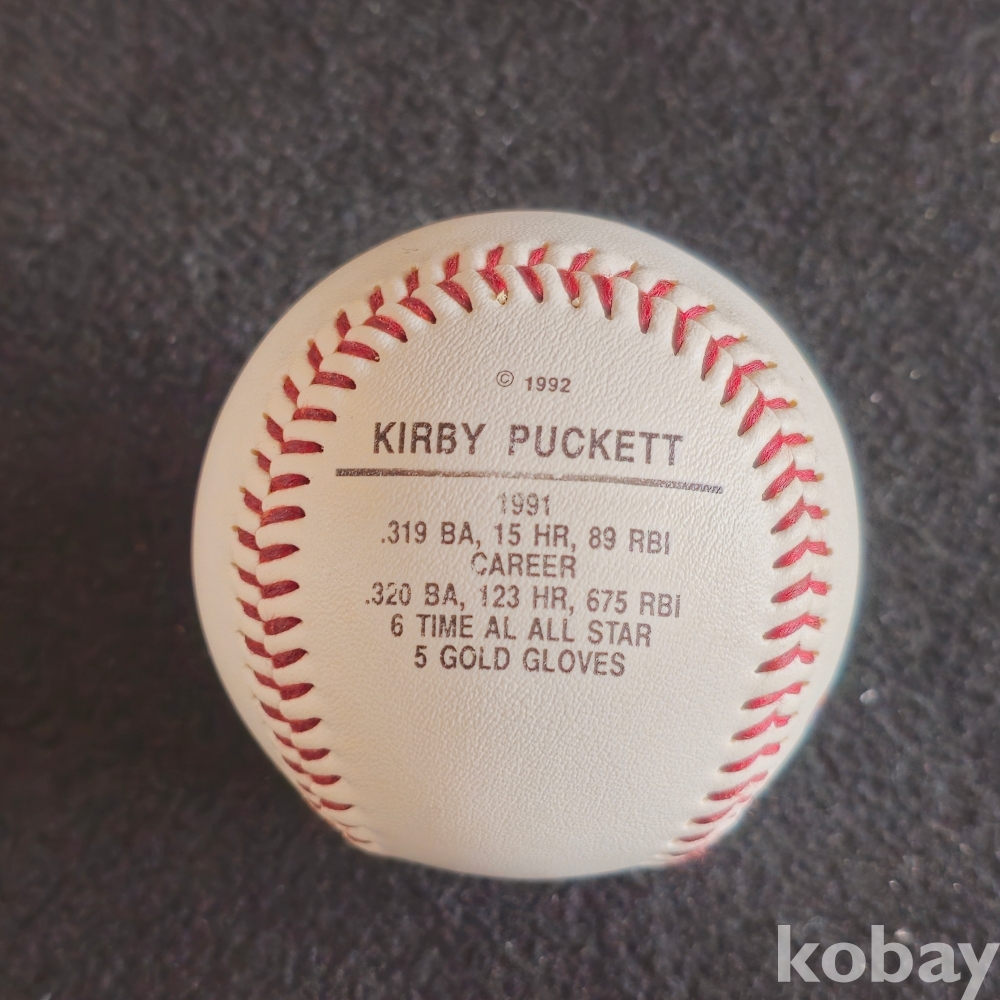 © 1992
KIRBY PUCKETT
1991
.319 BA, 15 HR, 89 RBI
CAREER
.320 BA, 123 HR, 675 RBI
6 TIME AL ALL STAR
5 GOLD GLOVES
kobay